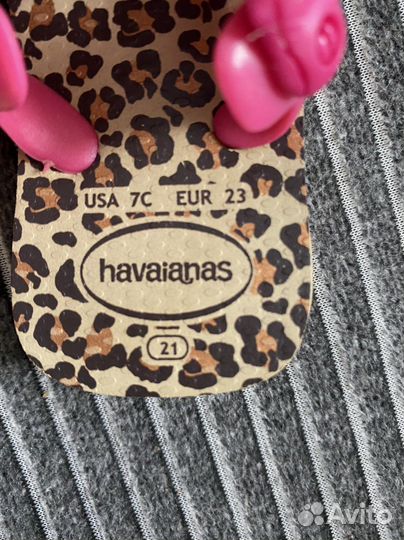 USA 7C EUR 23
havaianas
21
Avito